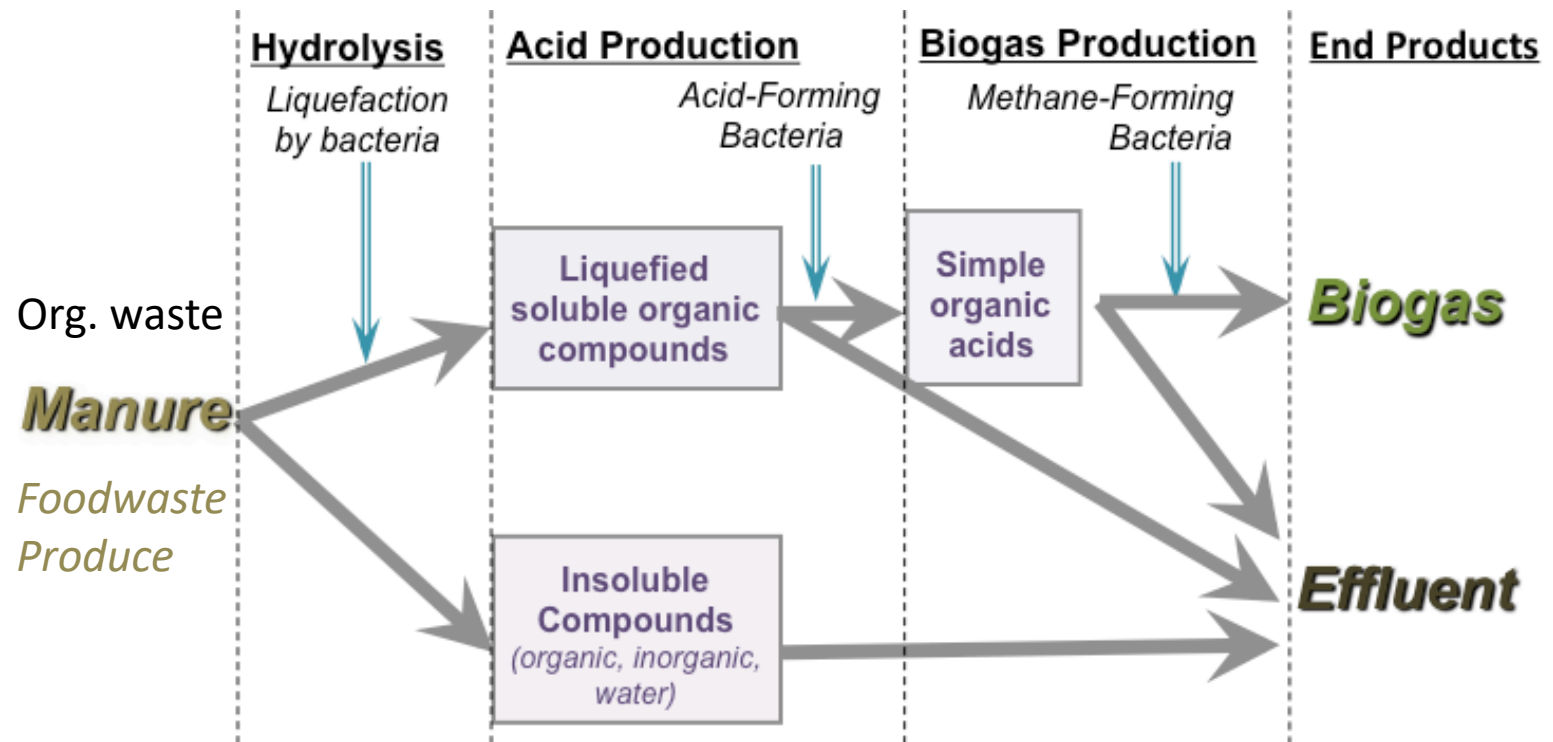 Hydrolysis
Liquefaction
by bacteria
Acid Production
Acid-Forming
Bacteria
Biogas Production
Methane-Forming
Bacteria
End Products
Org. waste
Manure
Foodwaste
Produce
Liquefied
soluble organic
compounds
Simple
organic
acids
Biogas
Insoluble
Compounds
(organic, inorganic,
water)
Effluent